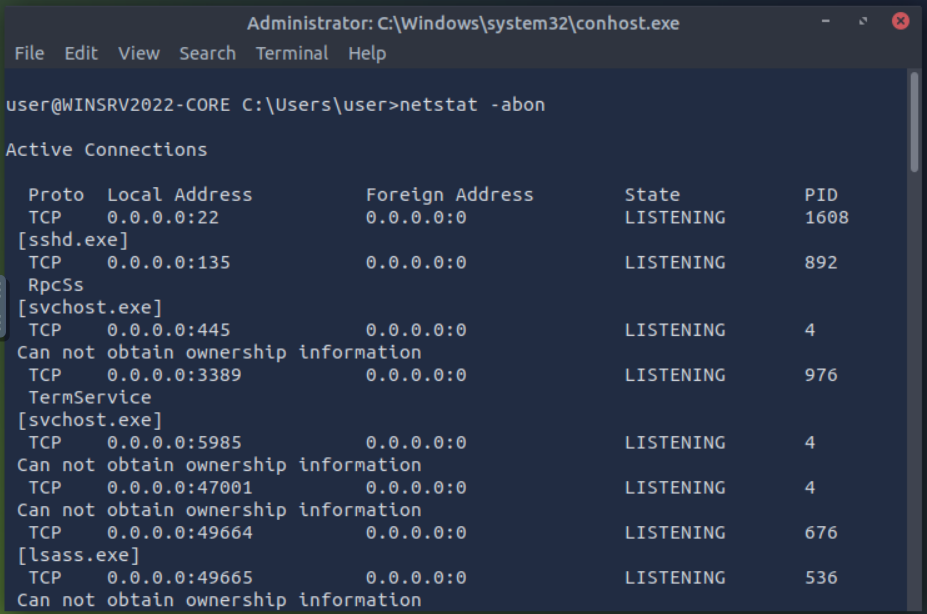 Administrator: C:\Windows\system32\conhost.exe
File Edit View Search Terminal Help
user@WINSRV2022-CORE C:\Users\user>netstat -abon
Active Connections
Proto Local Address Foreign Address State PID
TCP 0.0.0.0:22 0.0.0.0:0 LISTENING 1608
[sshd.exe]
TCP 0.0.0.0:135 0.0.0.0:0 LISTENING 892
RpcSs
[svchost.exe]
TCP 0.0.0.0:445 0.0.0.0:0 LISTENING 4
Can not obtain ownership information
TCP 0.0.0.0:3389 0.0.0.0:0 LISTENING 976
TermService
[svchost.exe]
TCP 0.0.0.0:5985 0.0.0.0:0 LISTENING 4
Can not obtain ownership information
TCP 0.0.0.0:47001 0.0.0.0:0 LISTENING 4
Can not obtain ownership information
TCP 0.0.0.0:49664 0.0.0.0:0 LISTENING 676
[lsass.exe]
TCP 0.0.0.0:49665 0.0.0.0:0 LISTENING 536
Can not obtain ownership information